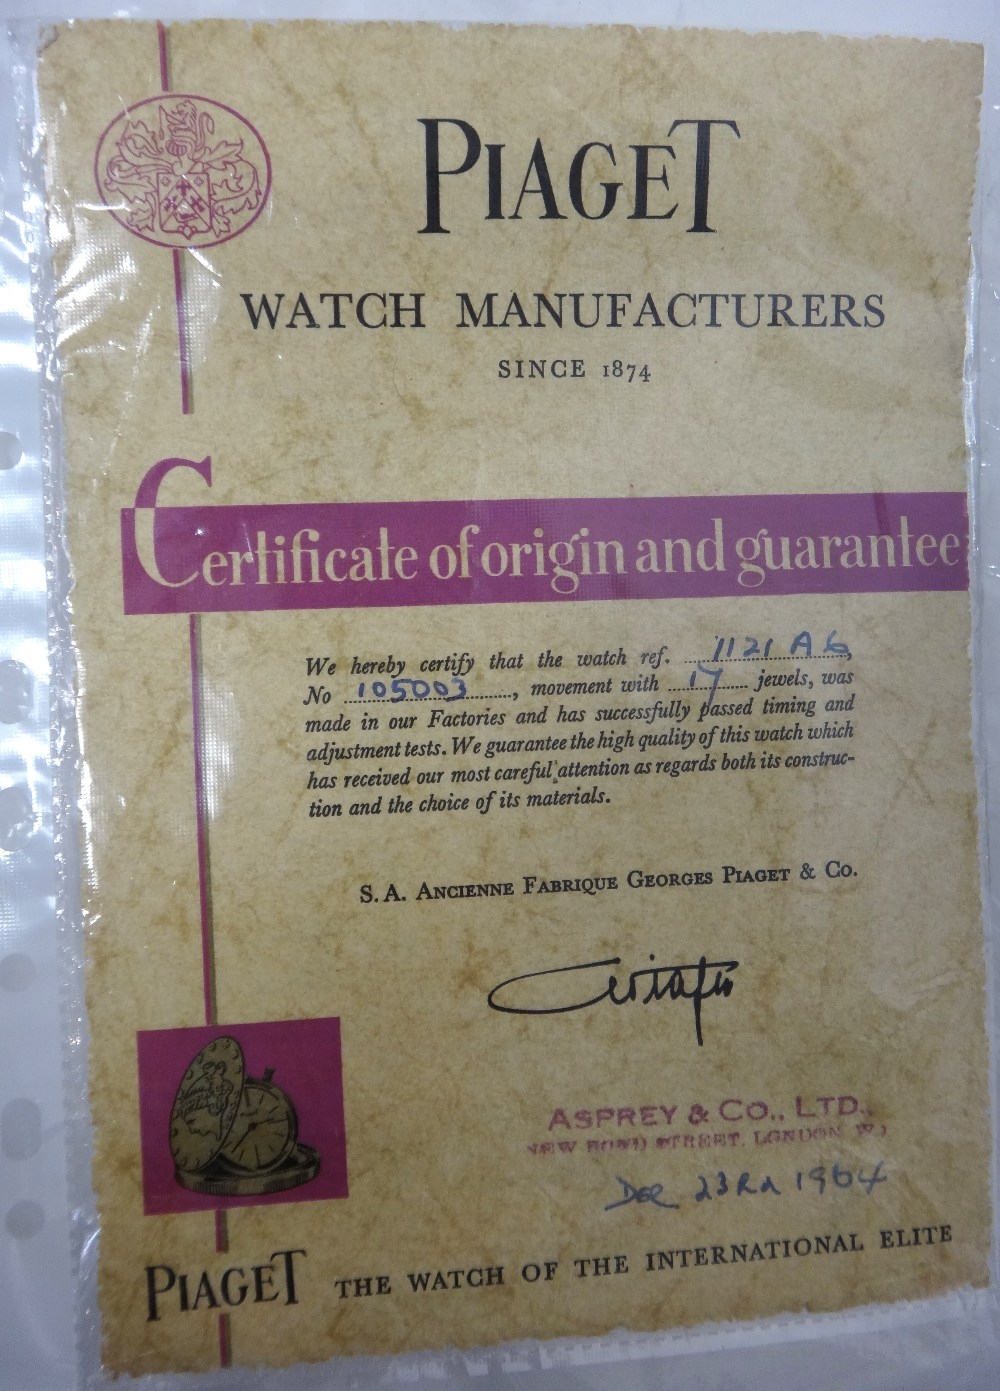 PIAGET
WATCH MANUFACTURERS
SINCE 1874
Certificate of origin and guarantee
We hereby certify that the watch ref. 1121 A6,
No 105003, movement with 17 jewels, was
made in our Factories and has successfully passed timing and
adjustment tests. We guarantee the high quality of this watch which
has received our most careful attention as regards both its construc-
tion and the choice of its materials.
S. A. ANCIENNE FABRIQUE GEORGES PIAGET & CO.
ASPREY & CO., LTD.,
NEW BOND STREET, LONDON W.1
Dec 23rd 1964
PIAGET THE WATCH OF THE INTERNATIONAL ELITE